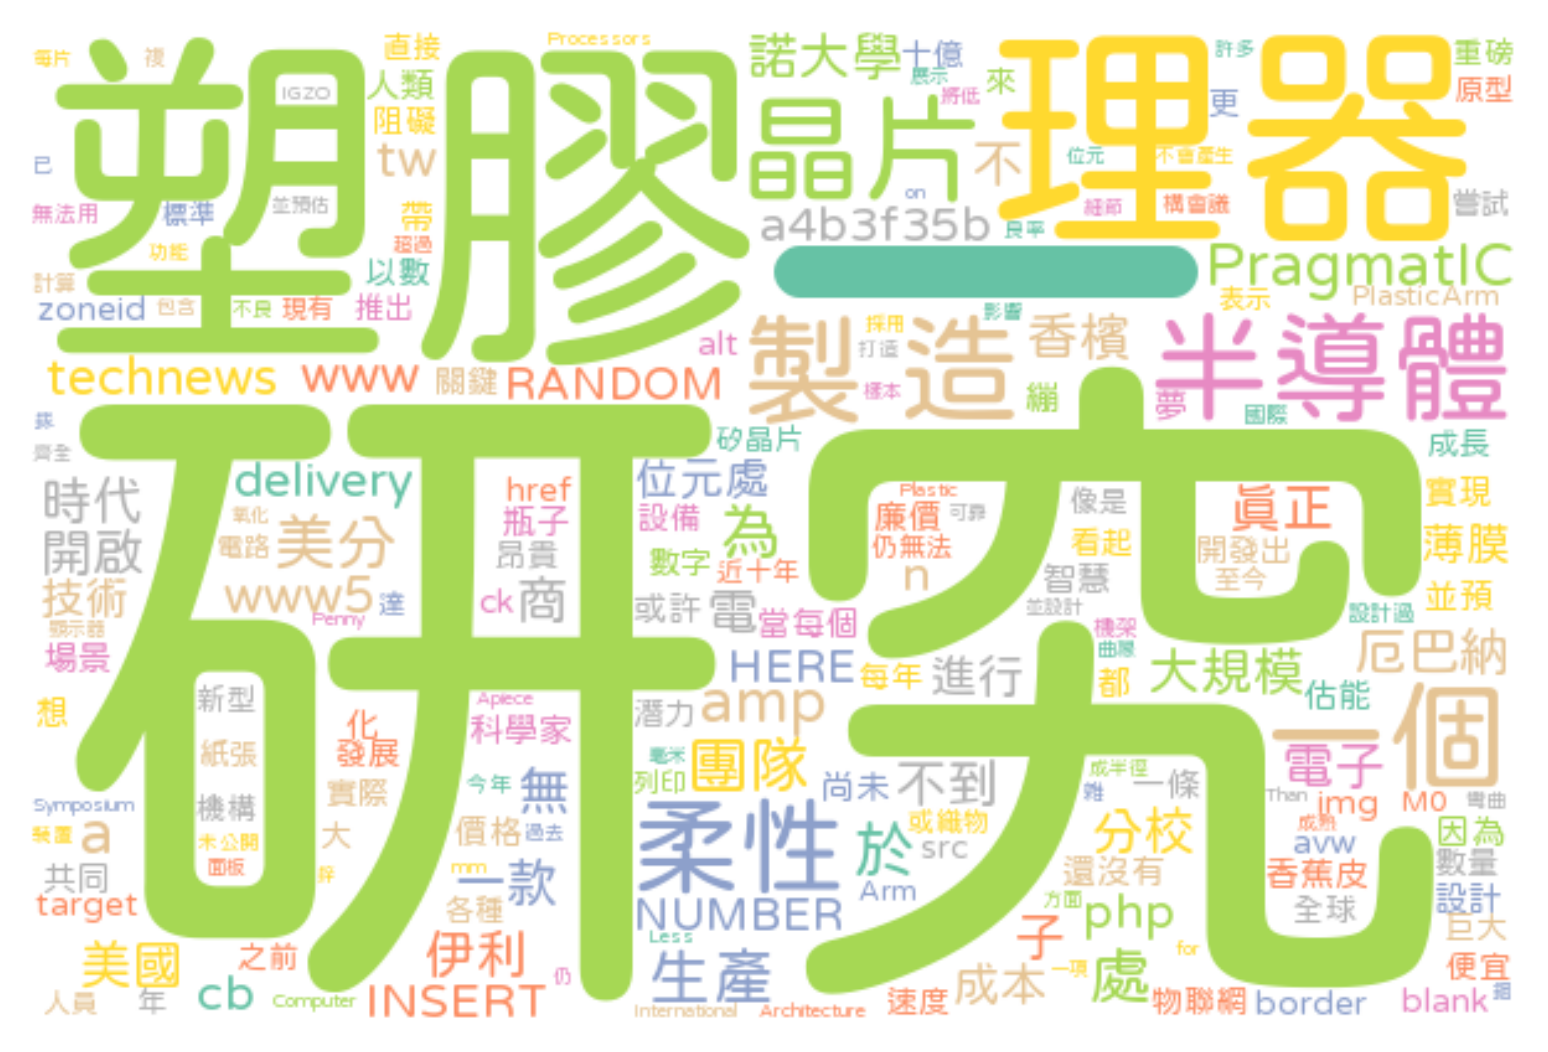 塑膠
理器
研究
晶片
諾大學
十億
展示
將低
來
許多
更
重磅
原型
每片
複
IGZO
直接
人類
阻礙
tw
Processors
不
位元
不會產生
細節
構會議
嘗試
已
無法用
標準
並預估
帶
超過
功能
以數
on
a4b3f35b
良率
計算
zoneid
包含
不良
現有
推出
PragmatIC
表示
PlasticArm
影響
alt
製造
採用
打造
樣本
香檳
半導體
technews
www
關鍵
RANDOM
繃
夢
國際
矽晶片
成長
齊全
時代
開啟
技術
顯示器
場景
delivery
氧化
電路
美分
www5
達
Penny
href
瓶子
昂貴
ck
商
位元處
設備
為
數字
近十年
或許
電
當每個
Plastic
廉價
可靠
仍無法
n
像是
看起
智慧
並設計
真正
開發出
至今
實現
薄膜
並預
設計過
機架
曲隙
HERE
每年
進行
都
大規模
估能
厄巴納
一個
想
新型
紙張
機構
未公開
面板
化
發展
實際
大
Apiece
科學家
今年
無
價格
過去
潛力
amp
毫米
列印
團隊
尚未
不到
成半徑
一條
雜
電子
Than
img
M0
彎曲
Symposium
裝置
a
共同
target
mm
一款
各種
柔性
於
或織物
src
Arm
NUMBER
分校
還沒有
成熟
avw
香蕉皮
全球
因為
數量
設計
巨大
美國
之前
伊利
仍
Less
生產
方面
php
子
for
一項
處
成本
便宜
人員
年
cb
Computer
INSERT
International
Architecture
速度
物聯網
border
blank